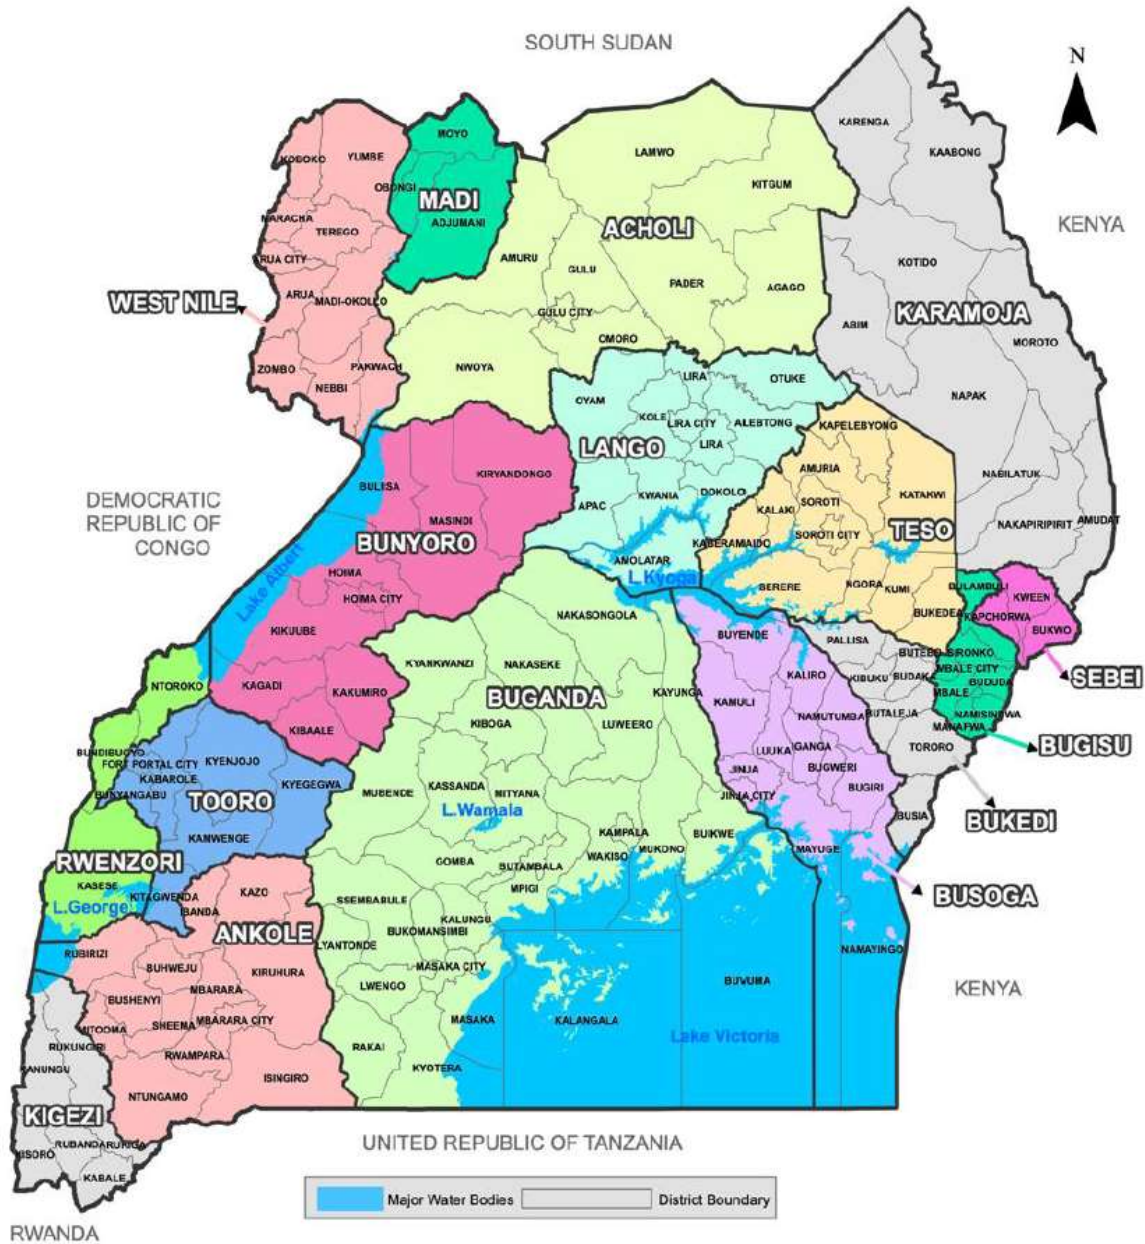 SOUTH SUDAN
N
KARENGA
KAABONG
MOYO
LAMWO
KOBOKO
YUMBE
KITGUM
OBONGI
MADI
ADJUMANI
ACHOLI
KENYA
MARACHA
TEREGO
AMURU
GULU
KOTIDO
ARUA CITY
PADER
AGAGO
WEST NILE
ARUA
MADI-OKOLLO
GULU CITY
KARAMOJA
ABIM
MOROTO
OMORO
ZOMBO
NEBBI
PAKWACH
NWOYA
LIRA
OTUKE
NAPAK
OYAM
KOLE
LIRA CITY
ALEBTONG
KAPELEBYONG
LANGO
LIRA
KIRYANDONGO
AMURIA
NABILATUK
BULIISA
KWANIA
DOKOLO
SOROTI
KATAKWI
DEMOCRATIC
REPUBLIC OF
CONGO
MASINDI
APAC
KALAKI
TESO
NAKAPIRIPIRIT
AMUDAT
BUNYORO
KABERAMAIDO
SOROTI CITY
AMOLATAR
L.Kyoga
Lake Albert
HOIMA
HOIMA CITY
SERERE
NGORA
KUMI
BULAMBULI
KWEEN
KIKUUBE
NAKASONGOLA
BUKEDEA
KAPCHORWA
BUKWO
BUYENDE
PALLISA
KYANKWANZI
NAKASEKE
BUTEBO
SIRONKO
SEBEI
NTOROKO
KAGADI
KAKUMIRO
BUGANDA
KAYUNGA
KALIRO
KIBUKU
BUDAKA
MBALE CITY
BUDUDA
KAMULI
MBALE
KIBAALE
KIBOGA
LUWEERO
NAMUTUMBA
BUTALEJA
NAMISINDWA
MANAFWA
BUNDIBUGYO
FORT PORTAL CITY
KYENJOJO
LUUKA
GANGA
TORORO
BUGISU
KABAROLE
KYEGEGWA
KASSANDA
MITYANA
JINJA
BUGWERI
BUNYANGABU
TOORO
MUBENDE
L.Wamala
JINJA CITY
BUGIRI
BUKEDI
KAMWENGE
KAMPALA
BUIKWE
BUSIA
RWENZORI
GOMBA
BUTAMBALA
WAKISO
MUKONO
MAYUGE
KASESE
KITAGWENDA
KAZO
MPIGI
BUSOGA
L.George
IBANDA
SSEMBABULE
KALUNGU
ANKOLE
BUKOMANSIMBI
RUBIRIZI
LYANTONDE
NAMAYINGO
BUHWEJU
KIRUHURA
MASAKA CITY
BUSHENYI
MBARARA
LWENGO
BUVUMA
KENYA
MITOOMA
SHEEMA
MBARARA CITY
MASAKA
KALANGALA
Lake Victoria
RUKUNGIRI
KANUNGU
RWAMPARA
RAKAI
ISINGIRO
KYOTERA
NTUNGAMO
KIGEZI
RUBANDA
RUKIGA
KISORO
KABALE
UNITED REPUBLIC OF TANZANIA
Major Water Bodies
District Boundary
RWANDA